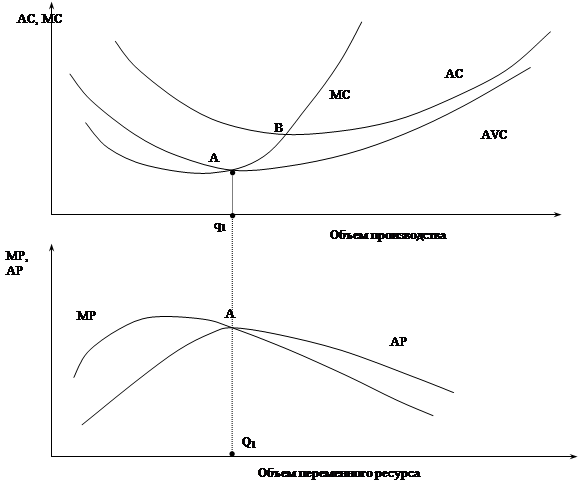 AC, MC
AC
MC
B
AVC
A
q1
Объем производства
MP,
AP
MP
A
AP
Q1
Объем переменного ресурса